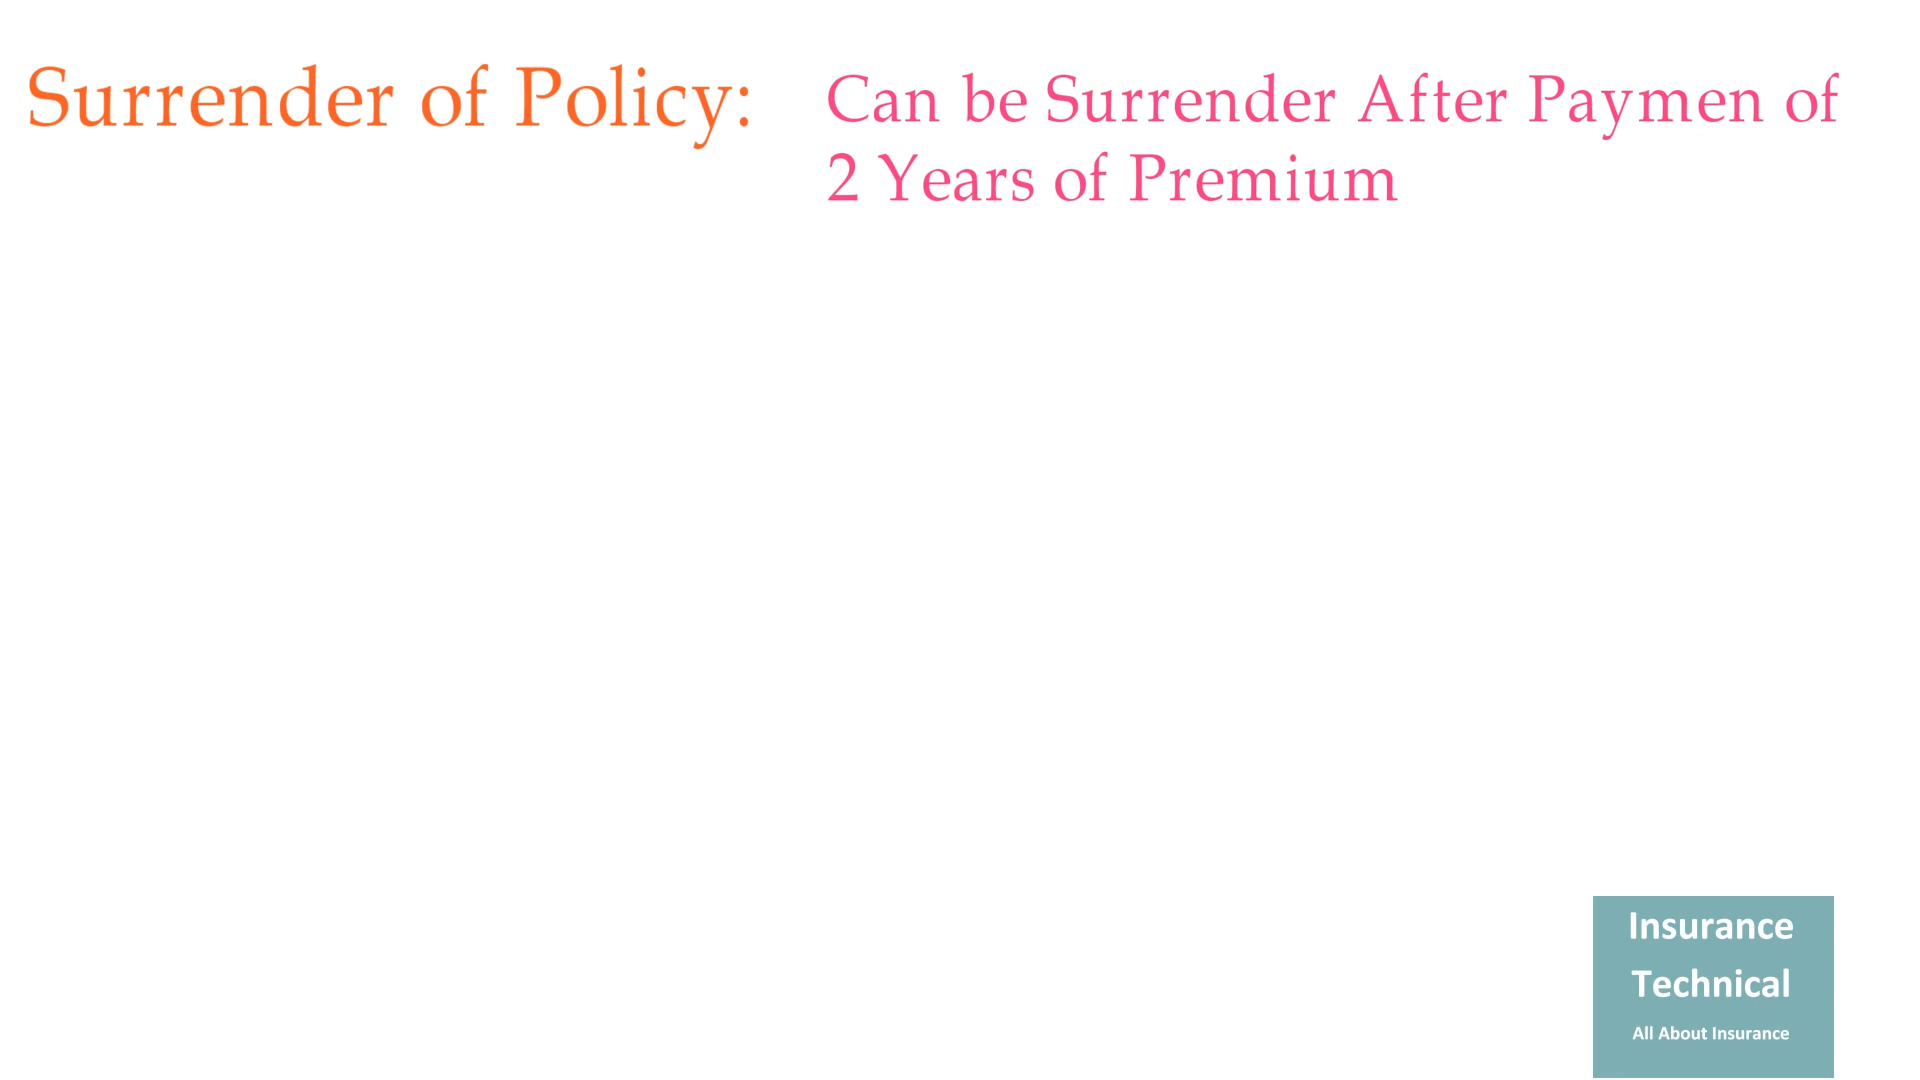 Surrender of Policy:
Can be Surrender After Paymen of
2 Years of Premium
Insurance
Technical
All About Insurance